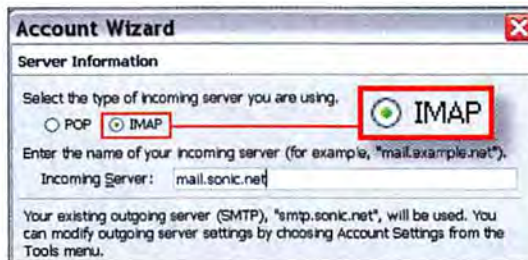 Account Wizard
Server Information
Select the type of incoming server you are using.
POP IMAP
IMAP
Enter the name of your incoming server (for example, "mail.example.net").
Incoming Server: mail.sonic.net
Your existing outgoing server (SMTP), "smtp.sonic.net", will be used. You
can modify outgoing server settings by choosing Account Settings from the
Tools menu.